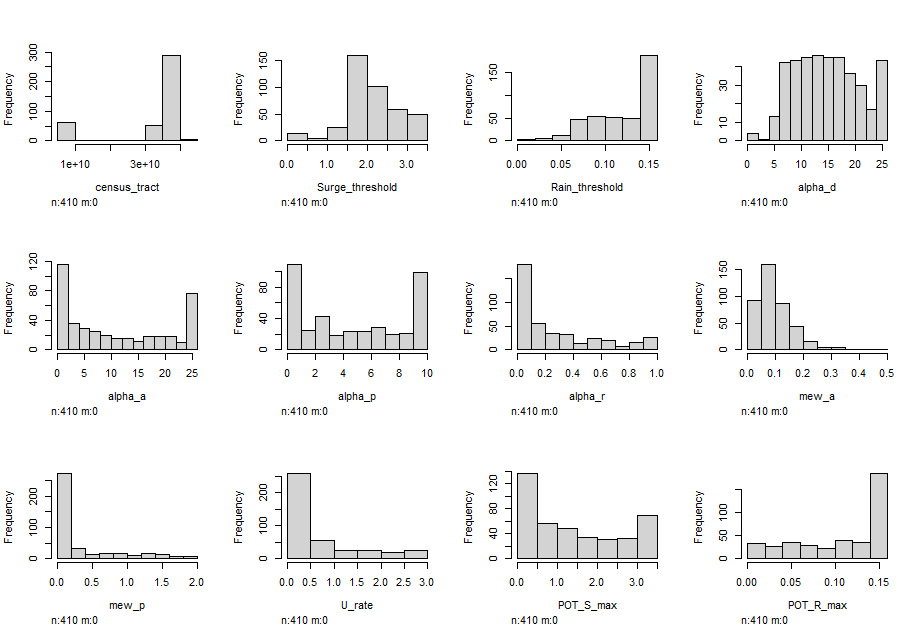 Frequency
0 100 200 300
1e+10 3e+10
census_tract
n:410 m:0
Frequency
0 50 150
0.0 1.0 2.0 3.0
Surge_threshold
n:410 m:0
Frequency
0 50 150
0.00 0.05 0.10 0.15
Rain_threshold
n:410 m:0
Frequency
0 10 30
0 5 10 15 20 25
alpha_d
n:410 m:0
Frequency
0 40 80 120
0 5 10 15 20 25
alpha_a
n:410 m:0
Frequency
0 40 80
0 2 4 6 8 10
alpha_p
n:410 m:0
Frequency
0 50 100
0.0 0.2 0.4 0.6 0.8 1.0
alpha_r
n:410 m:0
Frequency
0 50 100 150
0.0 0.1 0.2 0.3 0.4 0.5
mew_a
n:410 m:0
Frequency
0 100 200
0.0 0.5 1.0 1.5 2.0
mew_p
n:410 m:0
Frequency
0 50 100 200
0.0 0.5 1.0 1.5 2.0 2.5 3.0
U_rate
n:410 m:0
Frequency
0 40 80 120
0.0 1.0 2.0 3.0
POT_S_max
n:410 m:0
Frequency
0 50 100
0.00 0.05 0.10 0.15
POT_R_max
n:410 m:0